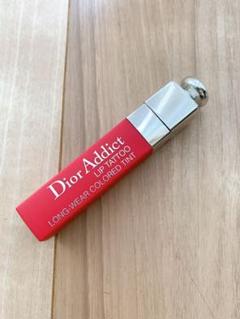 Dior Addict
LIP TATTOO
LONG-WEAR COLORED TINT